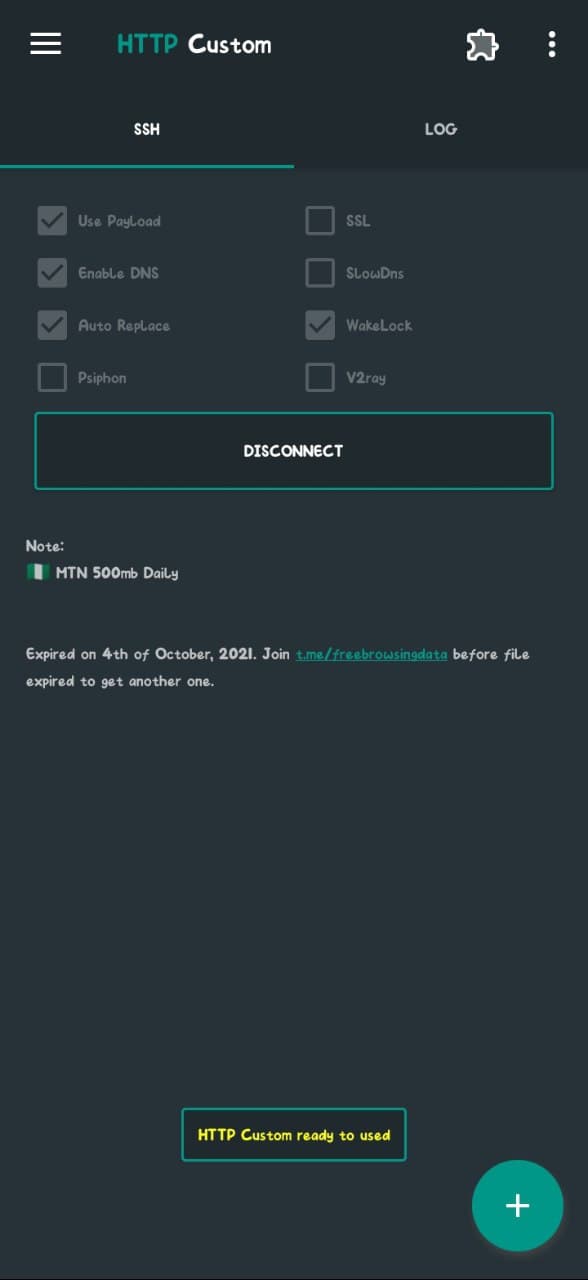 HTTP Custom
SSH
LOG
Use Payload
SSL
Enable DNS
SlowDns
Auto Replace
WakeLock
Psiphon
V2ray
DISCONNECT
Note:
🇳🇬 MTN 500mb Daily
Expired on 4th of October, 2021. Join t.me/freebrowsingdata before file
expired to get another one.
HTTP Custom ready to used